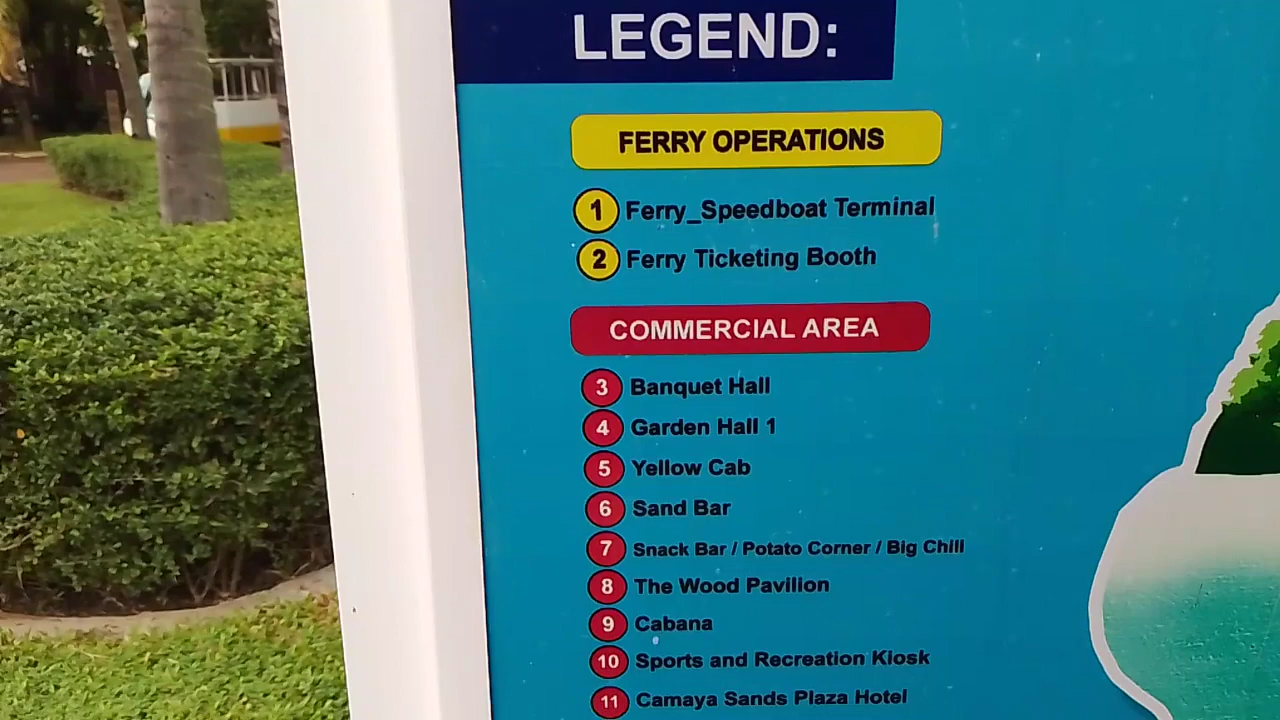 LEGEND:
FERRY OPERATIONS
1 Ferry_Speedboat Terminal
2 Ferry Ticketing Booth
COMMERCIAL AREA
3 Banquet Hall
4 Garden Hall 1
5 Yellow Cab
6 Sand Bar
7 Snack Bar / Potato Corner / Big Chill
8 The Wood Pavilion
9 Cabana
10 Sports and Recreation Kiosk
11 Camaya Sands Plaza Hotel